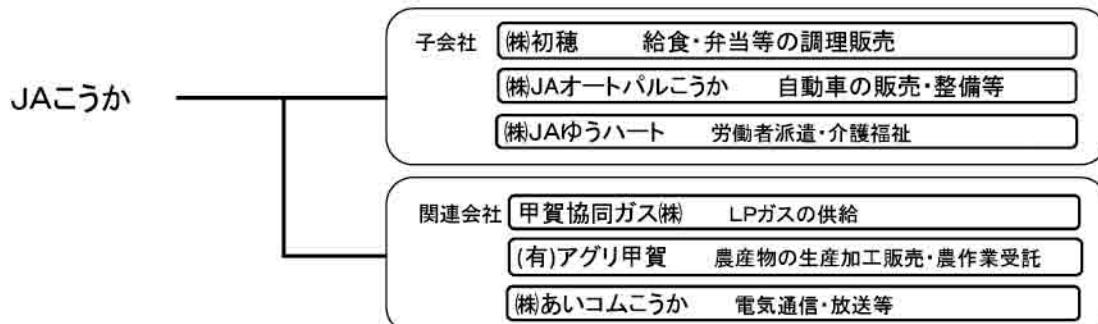 JAこうか
子会社 ㈱初穂 給食・弁当等の調理販売
㈱JAオートパルこうか 自動車の販売・整備等
㈱JAゆうハート 労働者派遣・介護福祉
関連会社 甲賀協同ガス㈱ LPガスの供給
(有)アグリ甲賀 農産物の生産加工販売・農作業受託
㈱あいコムこうか 電気通信・放送等